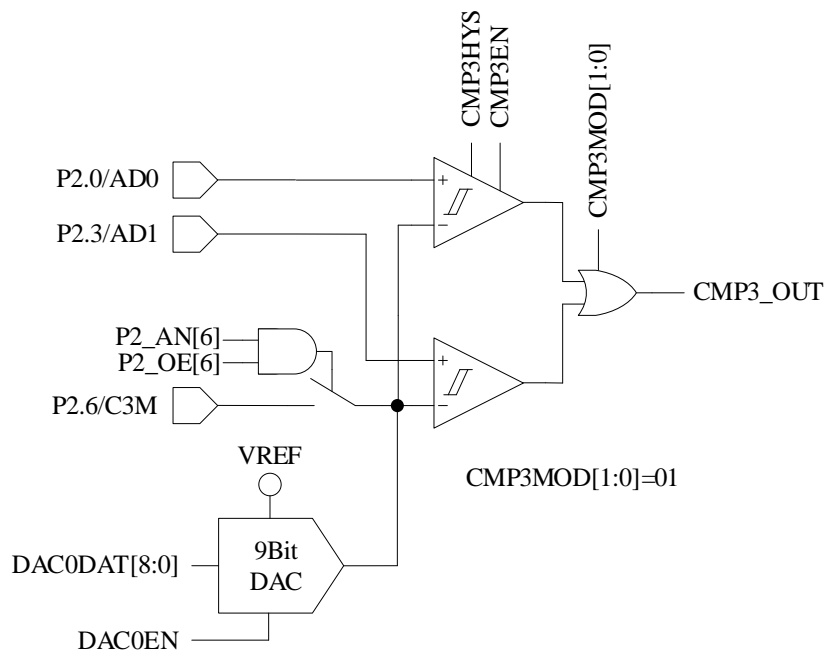 CMP3HYS
CMP3EN
CMP3MOD[1:0]
P2.0/AD0
+
−
P2.3/AD1
CMP3_OUT
P2_AN[6]
P2_OE[6]
+
−
P2.6/C3M
VREF
CMP3MOD[1:0]=01
DAC0DAT[8:0]
9Bit
DAC
DAC0EN